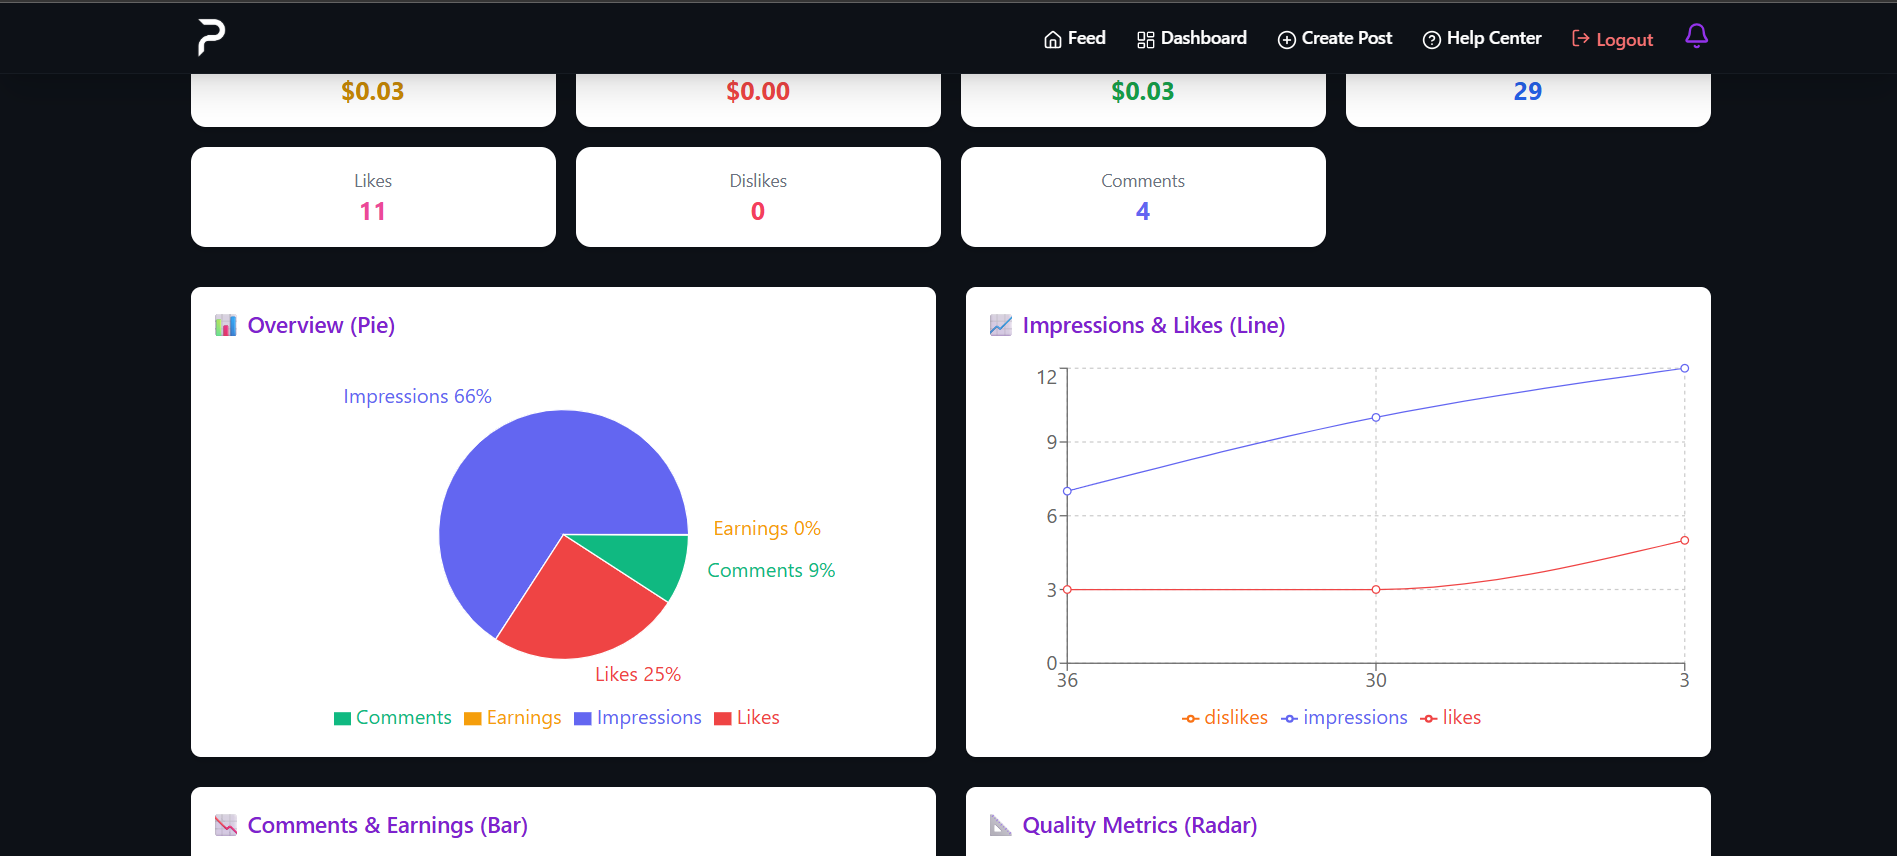 Feed Dashboard Create Post Help Center Logout
$0.03
$0.00
$0.03
29
Likes
11
Dislikes
0
Comments
4
Overview (Pie)
Impressions 66%
Earnings 0%
Comments 9%
Likes 25%
Comments Earnings Impressions Likes
Impressions & Likes (Line)
12
9
6
3
0
36 30 3
dislikes impressions likes
Comments & Earnings (Bar)
Quality Metrics (Radar)